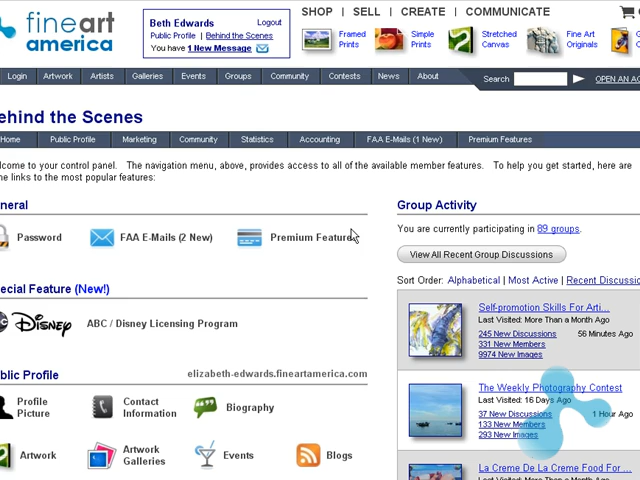 fineart
america
Beth Edwards Logout
Public Profile | Behind the Scenes
You have 1 New Message
SHOP | SELL | CREATE | COMMUNICATE
Framed Prints
Simple Prints
Stretched Canvas
Fine Art Originals
Login Artwork Artists Galleries Events Groups Community Contests News About
Search OPEN AN AC
ehind the Scenes
Home Public Profile Marketing Community Statistics Accounting FAA E-Mails (1 New) Premium Features
lcome to your control panel. The navigation menu, above, provides access to all of the available member features. To help you get started, here are
he links to the most popular features:
neral
Password
FAA E-Mails (2 New)
Premium Features
ecial Feature (New!)
bc Disney
ABC / Disney Licensing Program
blic Profile
elizabeth-edwards.fineartamerica.com
Profile Picture
Contact Information
Biography
Artwork
Artwork Galleries
Events
Blogs
Group Activity
You are currently participating in 89 groups.
View All Recent Group Discussions
Sort Order: Alphabetical | Most Active | Recent Discussio
Self-promotion Skills For Arti...
Last Visited: More Than a Month Ago
245 New Discussions 56 Minutes Ago
331 New Members
9974 New Images
The Weekly Photography Contest
Last Visited: 16 Days Ago
37 New Discussions 1 Hour Ago
133 New Members
293 New Images
La Creme De La Creme Food For ...
Last Visited: More Than a Month Ago